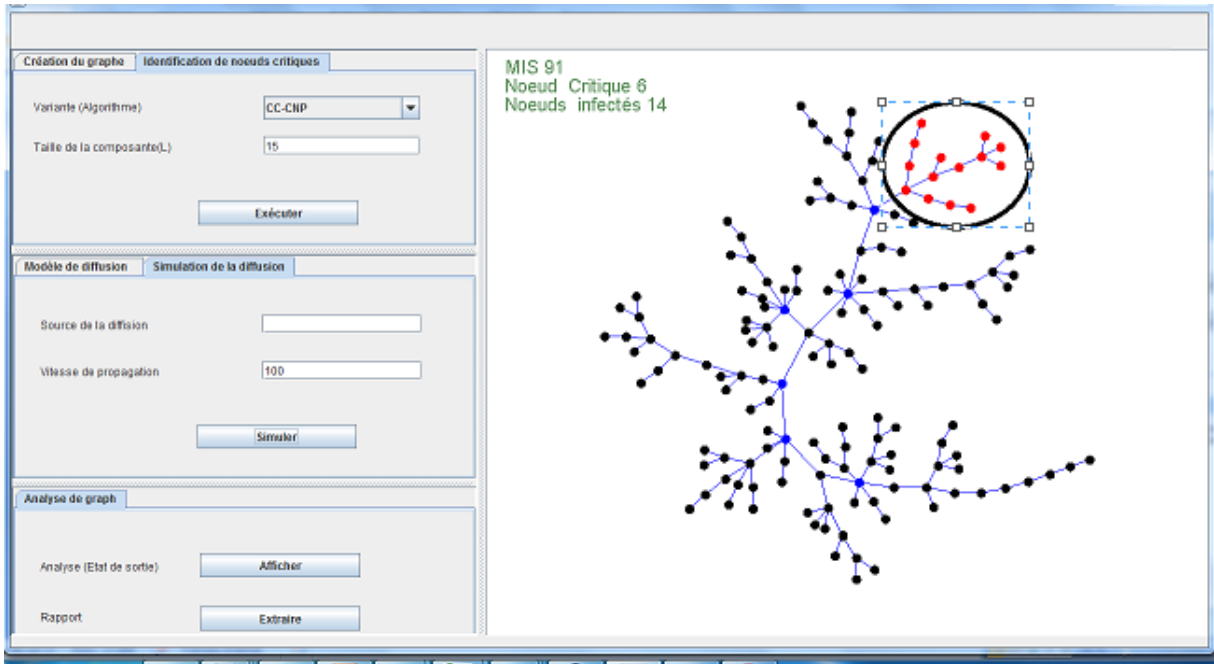 Création du graphe Identification de noeuds critiques
Variante (Algorithme) CC-CNP
Taille de la composante(L) 15
Exécuter
Modèle de diffusion Simulation de la diffusion
Source de la diffision
Vitesse de propagation 100
Simuler
Analyse de graph
Analyse (Etat de sortie) Afficher
Rapport Extraire
MIS 91
Noeud Critique 6
Noeuds infectés 14